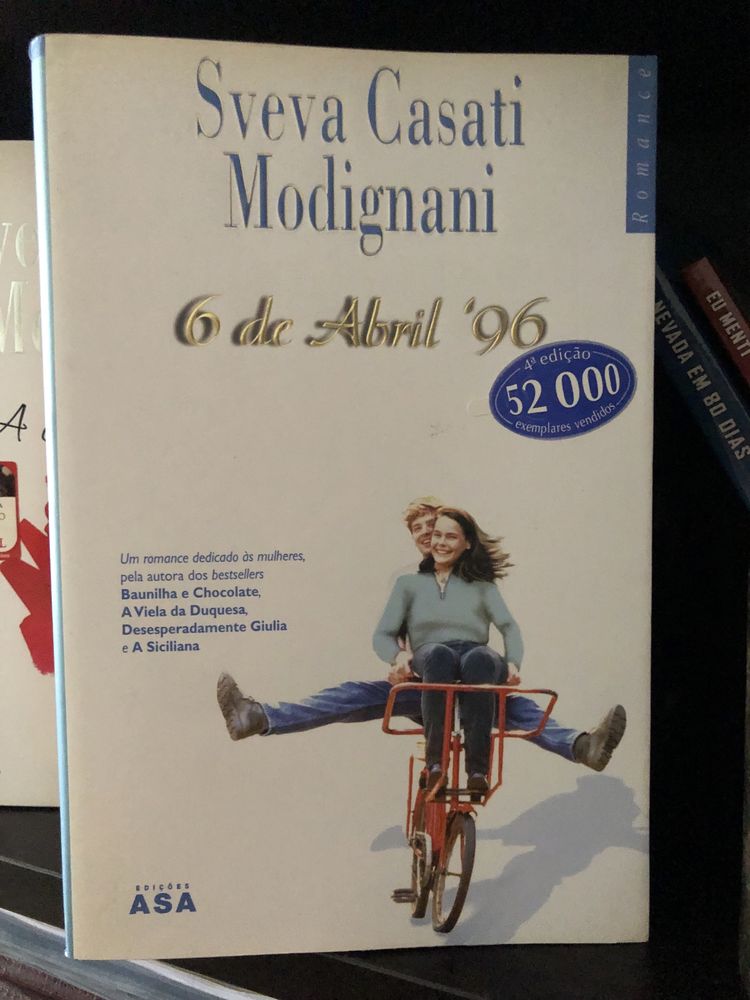 Sveva Casati
Modignani
Romance
6 de Abril '96
4ª edição
52 000
exemplares vendidos
Um romance dedicado às mulheres,
pela autora dos bestsellers
Baunilha e Chocolate,
A Viela da Duquesa,
Desesperadamente Giulia
e A Siciliana
EDIÇÕES
ASA
NEVADA EM 80 DIAS
EU MENTI
A